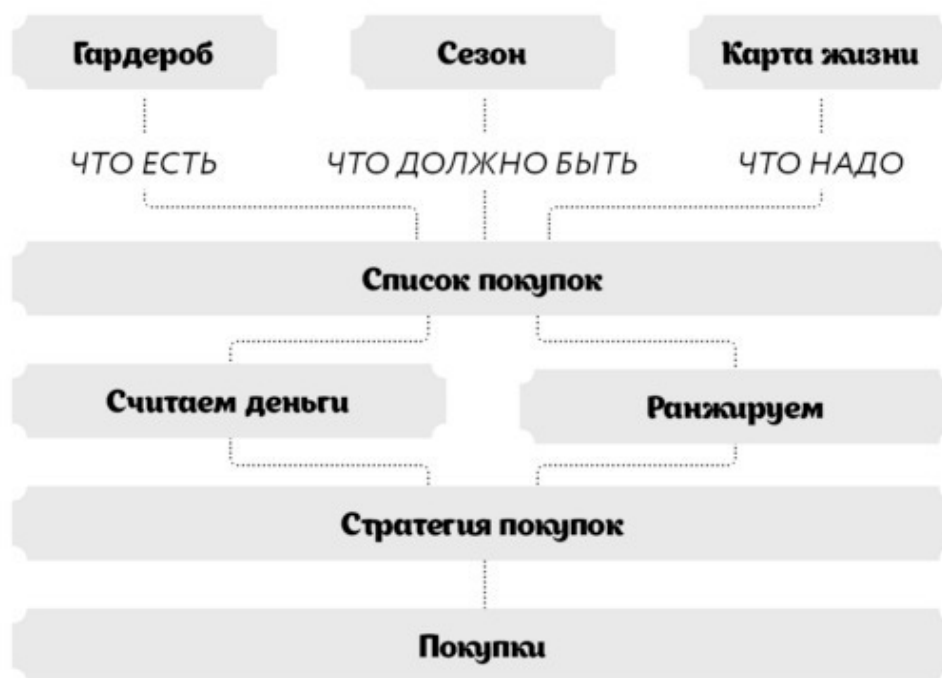 Гардероб
Сезон
Карта жизни
ЧТО ЕСТЬ
ЧТО ДОЛЖНО БЫТЬ
ЧТО НАДО
Список покупок
Считаем деньги
Ранжируем
Стратегия покупок
Покупки